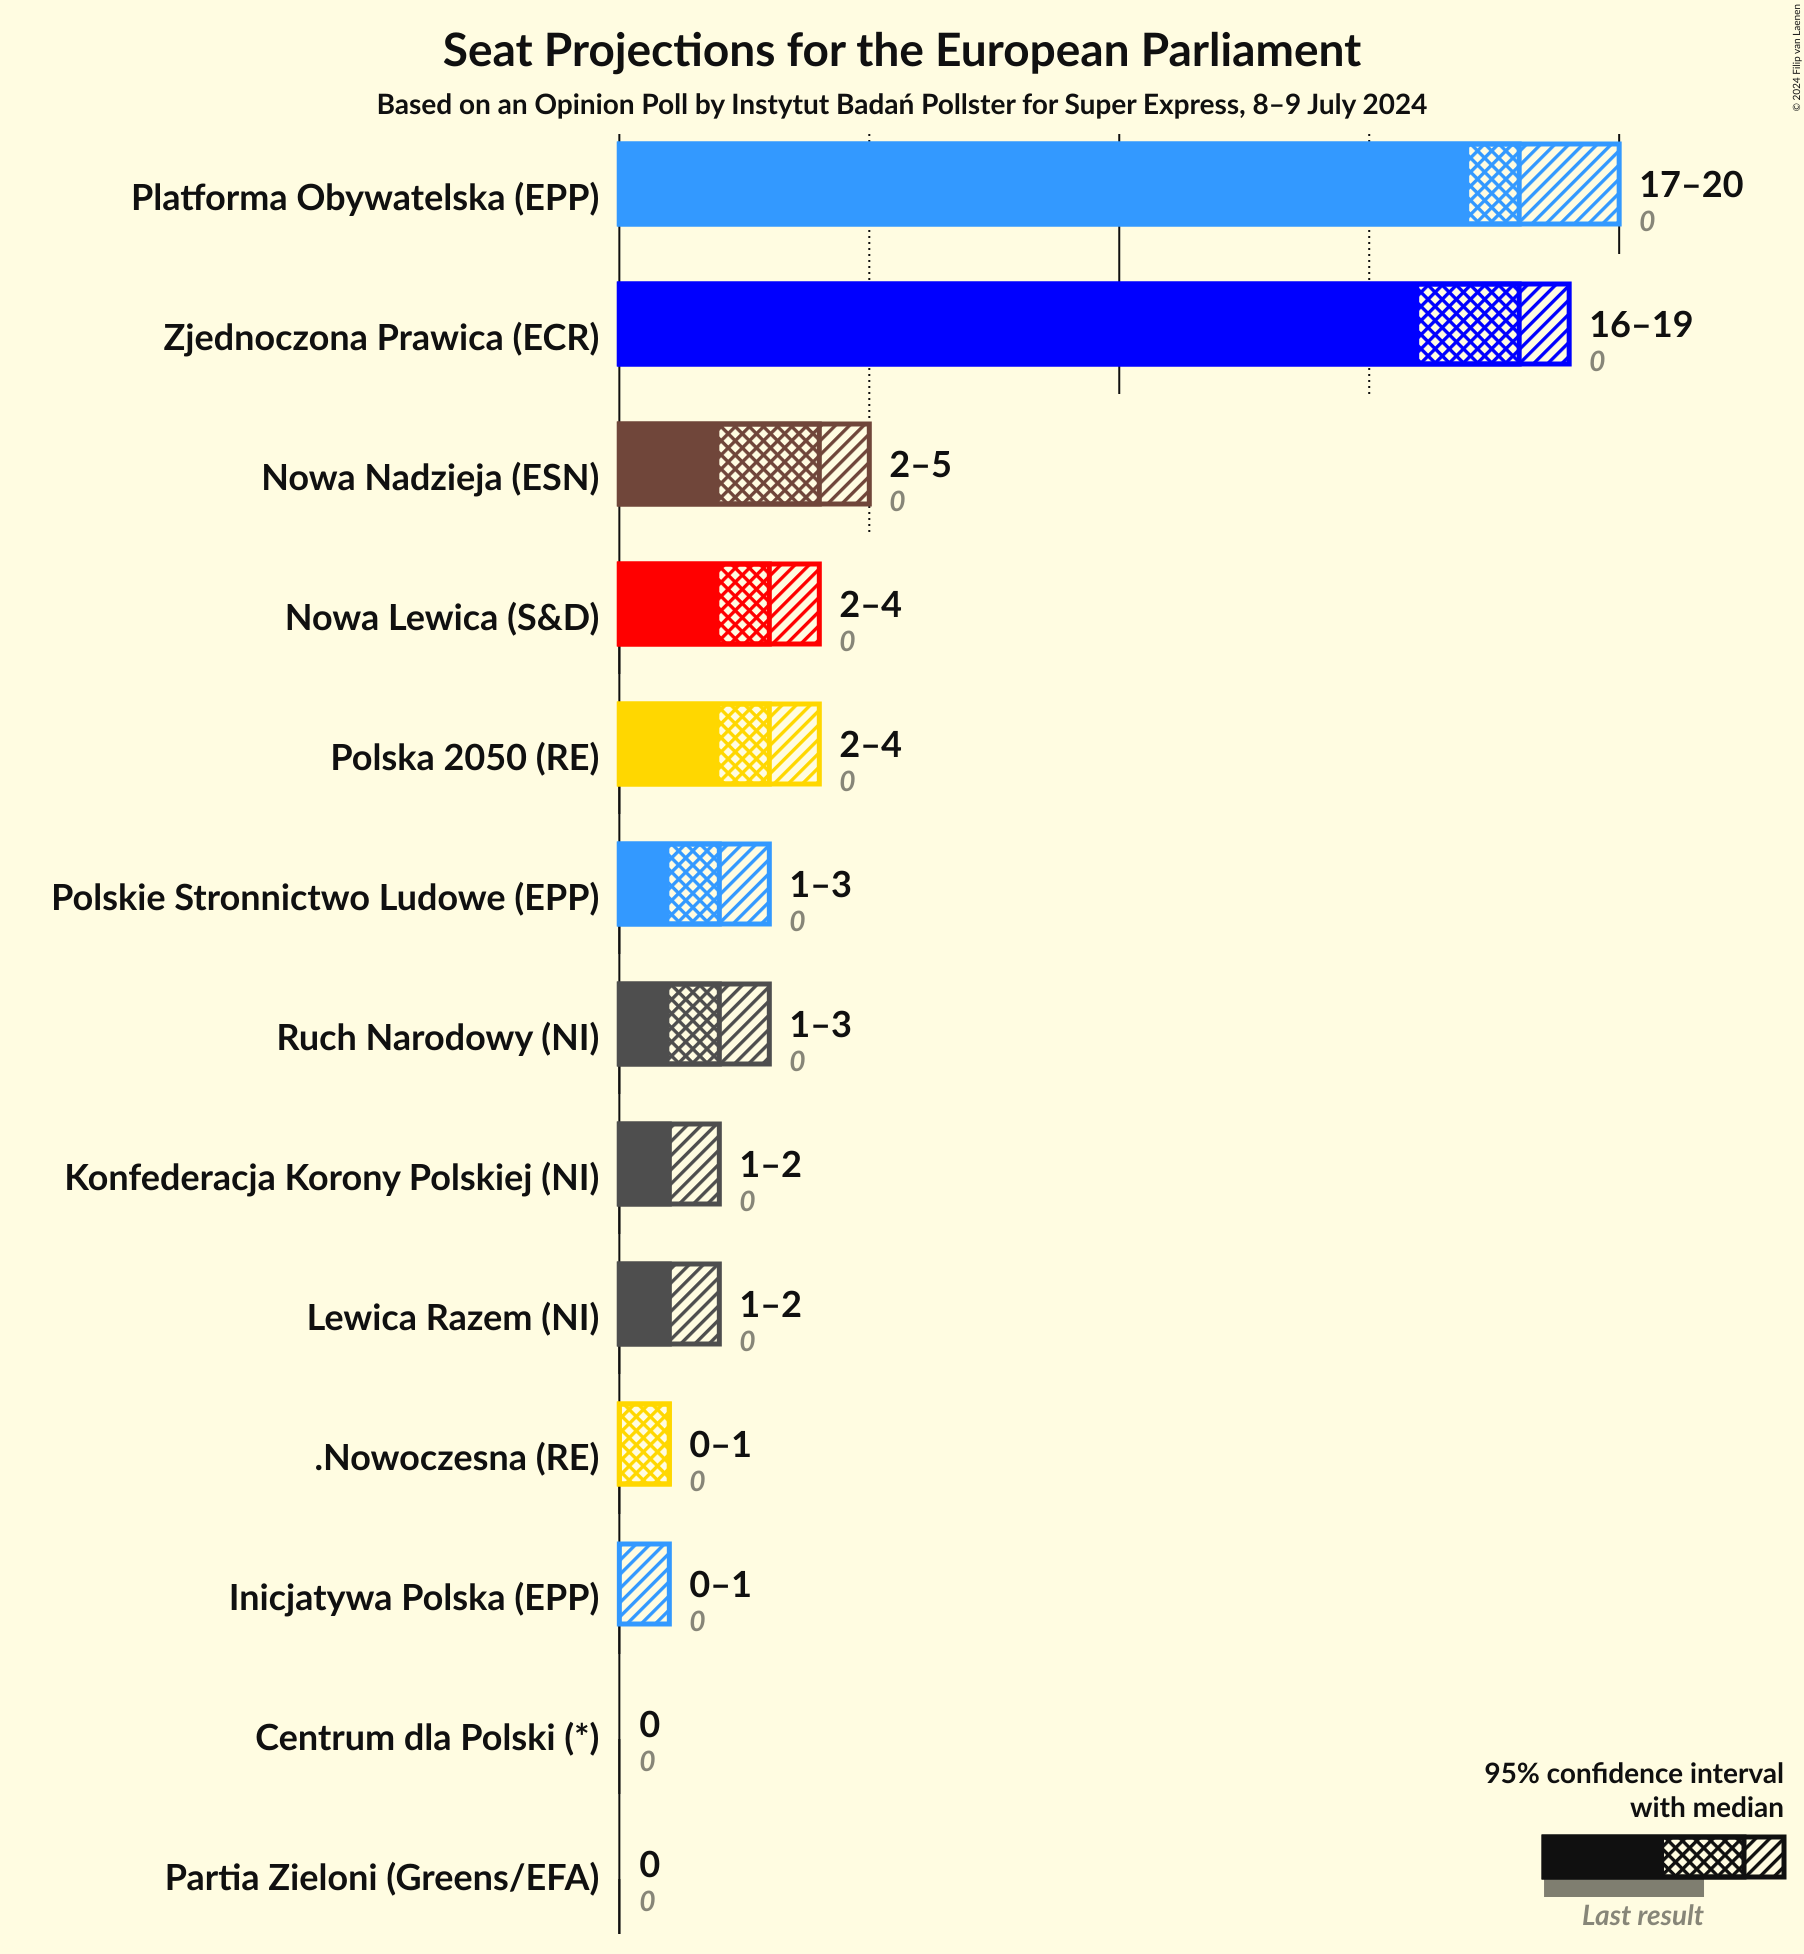 Seat Projections for the European Parliament
Based on an Opinion Poll by Instytut Badań Pollster for Super Express, 8–9 July 2024
© 2024 Filip van Laenen
Platforma Obywatelska (EPP)
17–20
0
Zjednoczona Prawica (ECR)
16–19
0
Nowa Nadzieja (ESN)
2–5
0
Nowa Lewica (S&D)
2–4
0
Polska 2050 (RE)
2–4
0
Polskie Stronnictwo Ludowe (EPP)
1–3
0
Ruch Narodowy (NI)
1–3
0
Konfederacja Korony Polskiej (NI)
1–2
0
Lewica Razem (NI)
1–2
0
.Nowoczesna (RE)
0–1
0
Inicjatywa Polska (EPP)
0–1
0
Centrum dla Polski (*)
0
0
Partia Zieloni (Greens/EFA)
0
0
95% confidence interval
with median
Last result